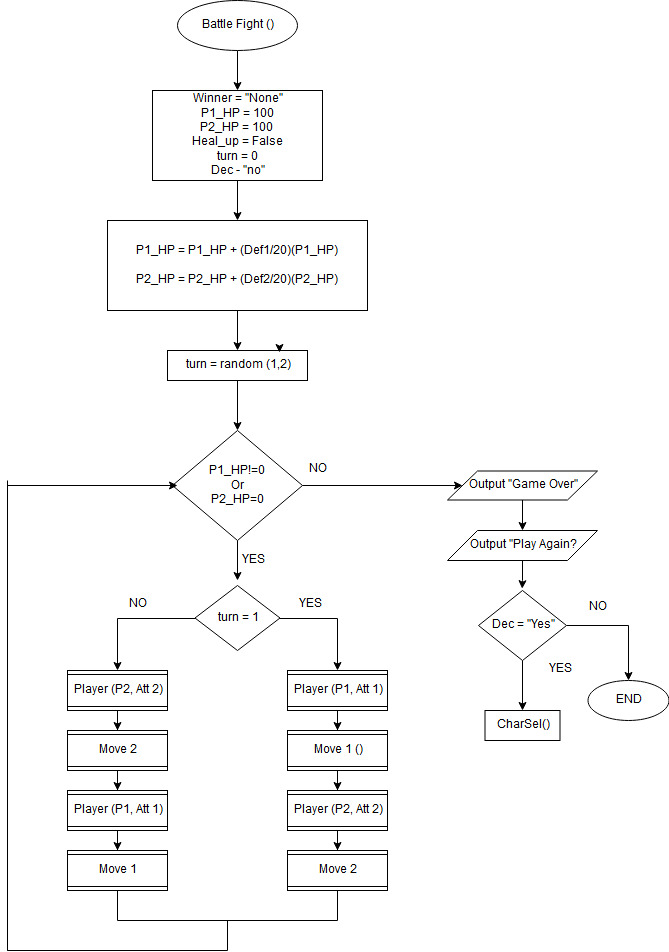 Battle Fight ()
Winner = "None"
P1_HP = 100
P2_HP = 100
Heal_up = False
turn = 0
Dec - "no"
P1_HP = P1_HP + (Def1/20)(P1_HP)
P2_HP = P2_HP + (Def2/20)(P2_HP)
turn = random (1,2)
P1_HP!=0
Or
P2_HP=0
NO
YES
Output "Game Over"
Output "Play Again?
Dec = "Yes"
NO
YES
END
CharSel()
turn = 1
NO
YES
Player (P2, Att 2)
Move 2
Player (P1, Att 1)
Move 1
Player (P1, Att 1)
Move 1 ()
Player (P2, Att 2)
Move 2